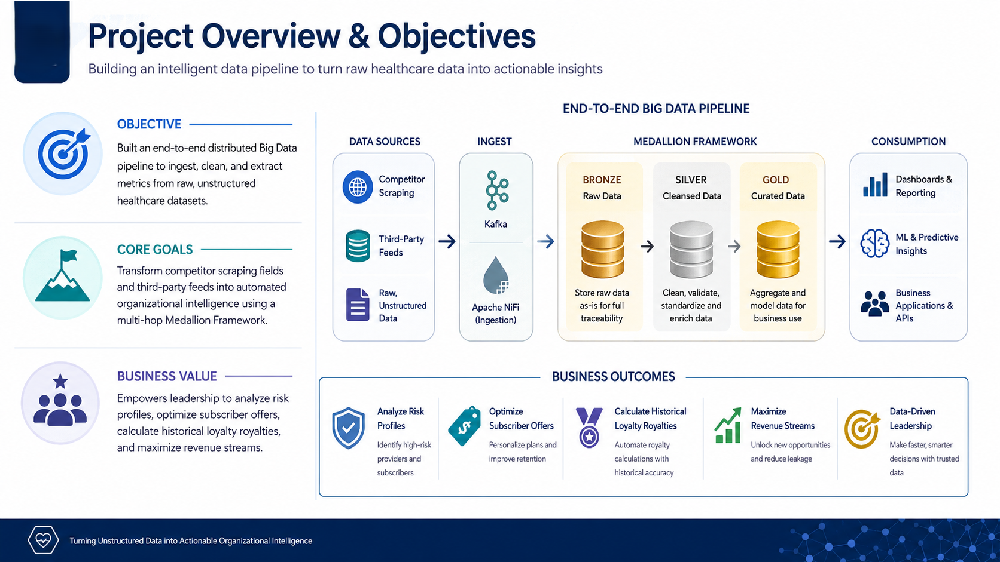 Project Overview & Objectives
Building an intelligent data pipeline to turn raw healthcare data into actionable insights
OBJECTIVE
Built an end-to-end distributed Big Data
pipeline to ingest, clean, and extract
metrics from raw, unstructured
healthcare datasets.
CORE GOALS
Transform competitor scraping fields
and third-party feeds into automated
organizational intelligence using a
multi-hop Medallion Framework.
BUSINESS VALUE
Empowers leadership to analyze risk
profiles, optimize subscriber offers,
calculate historical loyalty royalties,
and maximize revenue streams.
END-TO-END BIG DATA PIPELINE
DATA SOURCES
Competitor
Scraping
Third-Party
Feeds
Raw,
Unstructured
Data
INGEST
Kafka
Apache NiFi
(Ingestion)
MEDALLION FRAMEWORK
BRONZE
Raw Data
Store raw data
as-is for full
traceability
SILVER
Cleansed Data
Clean, validate,
standardize and
enrich data
GOLD
Curated Data
Aggregate and
model data for
business use
CONSUMPTION
Dashboards &
Reporting
ML & Predictive
Insights
Business
Applications &
APIs
BUSINESS OUTCOMES
Analyze Risk
Profiles
Identify high-risk
providers and
subscribers
Optimize
Subscriber Offers
Personalize plans and
improve retention
Calculate Historical
Loyalty Royalties
Automate royalty
calculations with
historical accuracy
Maximize
Revenue Streams
Unlock new opportunities
and reduce leakage
Data-Driven
Leadership
Make faster, smarter
decisions with trusted
data
Turning Unstructured Data into Actionable Organizational Intelligence